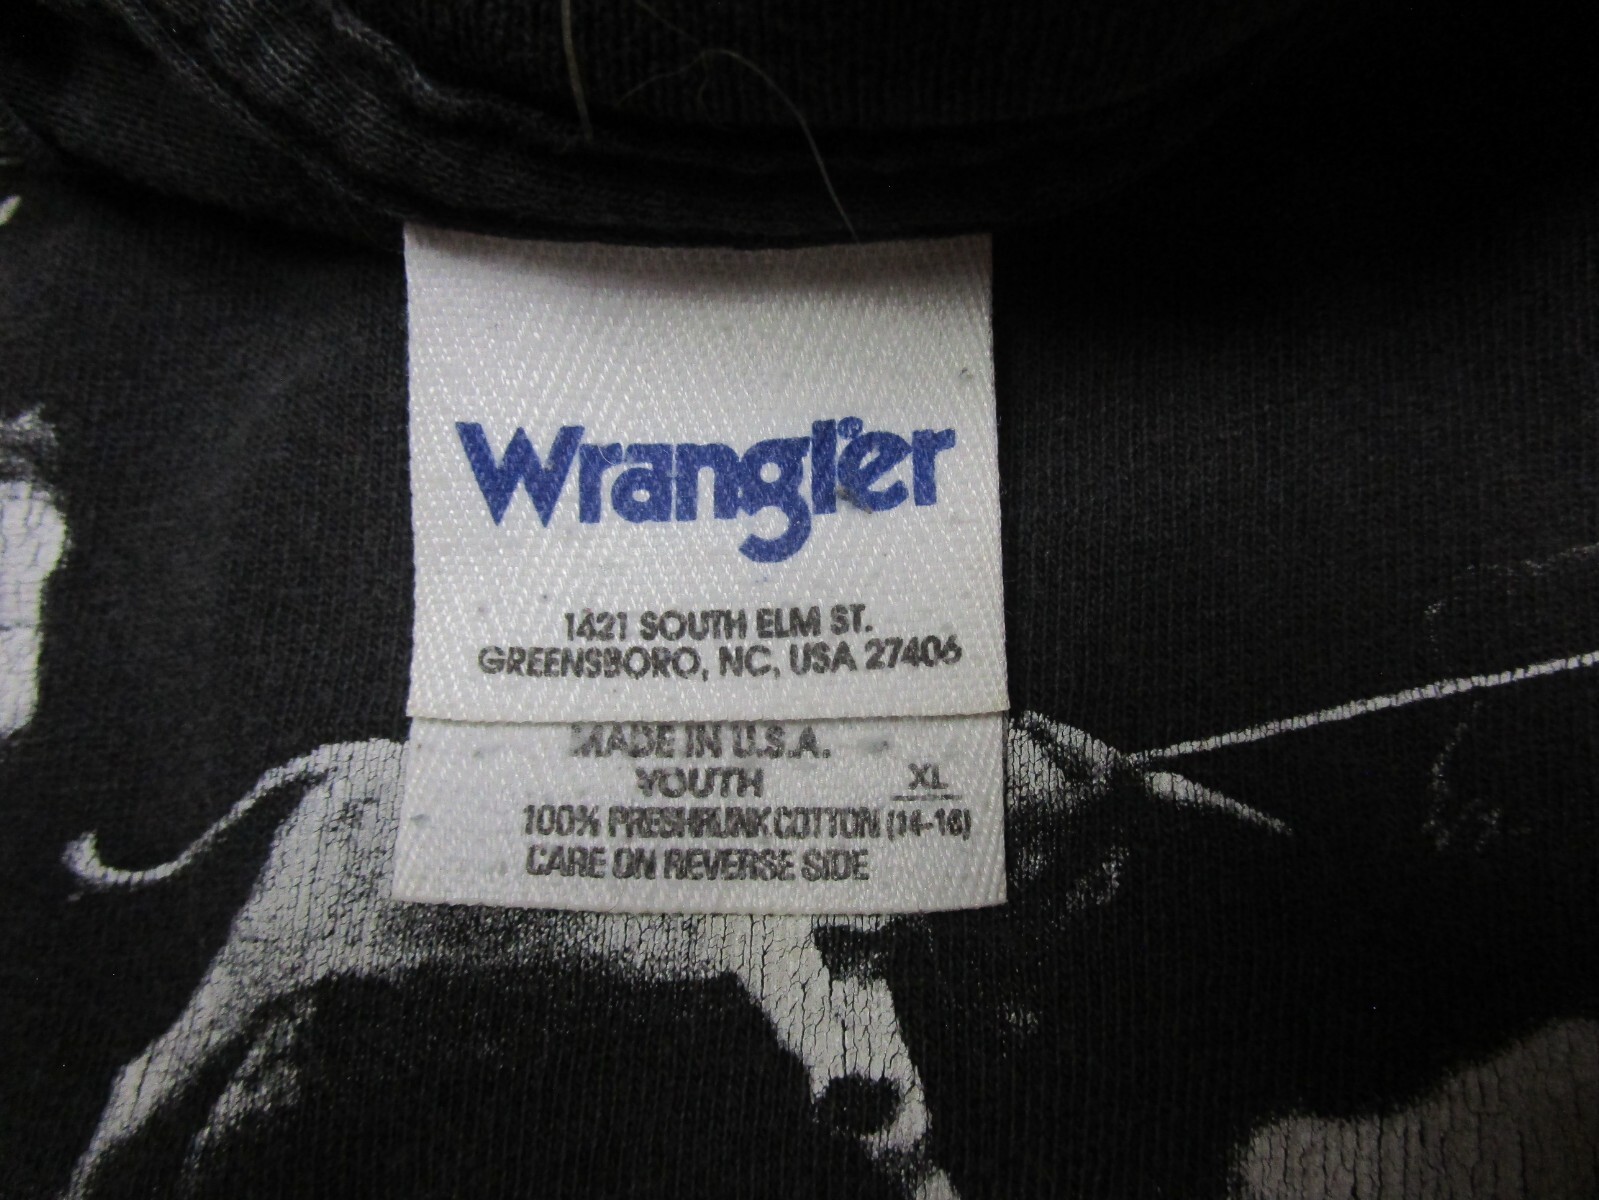 Wrangler®
1421 SOUTH ELM ST.
GREENSBORO, NC, USA 27406
MADE IN U.S.A.
YOUTH XL
100% PRESHRUNK COTTON (14-16)
CARE ON REVERSE SIDE